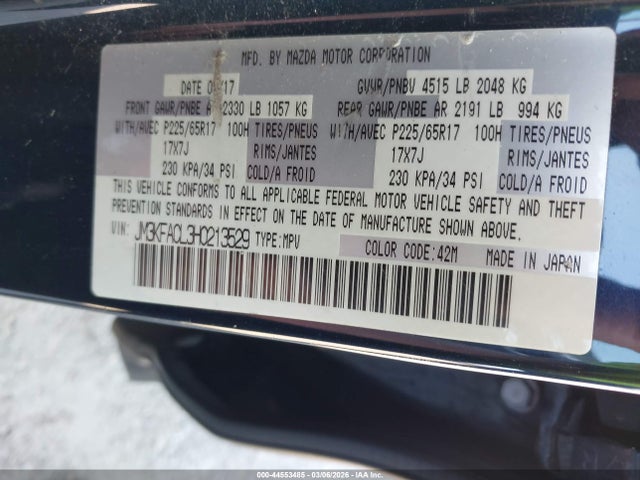 MFD. BY MAZDA MOTOR CORPORATION
DATE 17 GVWR/PNBV 4515 LB 2048 KG
FRONT GAWR/PNBE AV 2330 LB 1057 KG REAR GAWR/PNBE AR 2191 LB 994 KG
WITH/AVEC P225/65R17 100H TIRES/PNEUS WITH/AVEC P225/65R17 100H TIRES/PNEUS
17X7J RIMS/JANTES 17X7J RIMS/JANTES
230 KPA/34 PSI COLD/A FROID 230 KPA/34 PSI COLD/A FROID
THIS VEHICLE CONFORMS TO ALL APPLICABLE FEDERAL MOTOR VEHICLE SAFETY AND THEFT
PREVENTION STANDARDS IN EFFECT ON THE DATE OF MANUFACTURE SHOWN ABOVE.
VIN: JM3KFACL3H0213529 TYPE:MPV
COLOR CODE:42M MADE IN JAPAN
000-44553465 03/06/2026 IAA Inc.